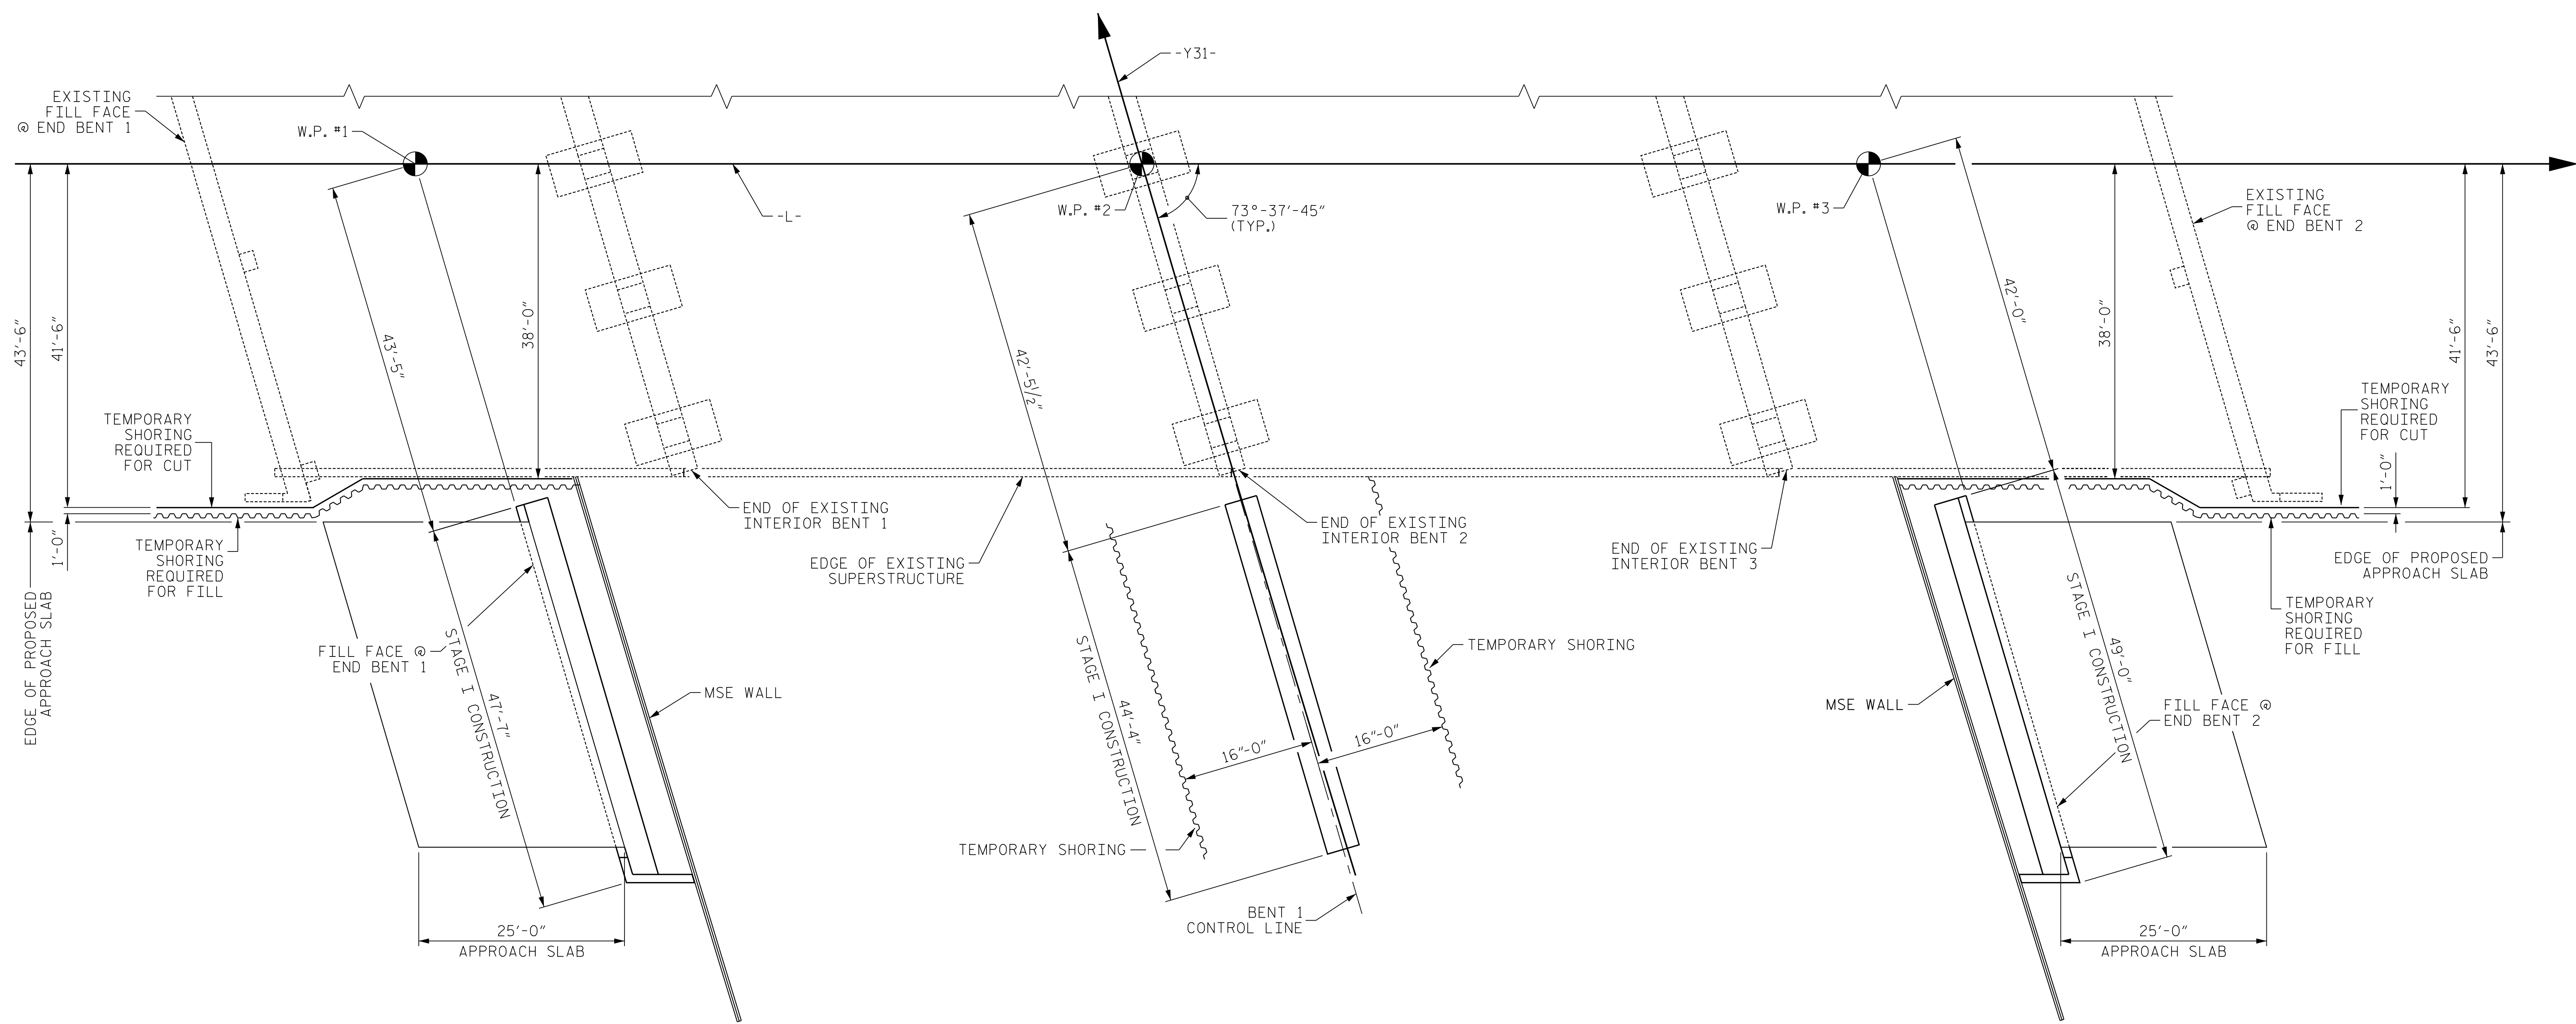 -Y31-
EXISTING
FILL FACE
@ END BENT 1
W.P. #1
-L-
W.P. #2
73°-37'-45"
(TYP.)
W.P. #3
EXISTING
FILL FACE
@ END BENT 2
43'-6"
41'-6"
43'-5"
38'-0"
42'-5½"
42'-0"
38'-0"
41'-6"
43'-6"
TEMPORARY
SHORING
REQUIRED
FOR CUT
TEMPORARY
SHORING
REQUIRED
FOR CUT
1'-0"
1'-0"
TEMPORARY
SHORING
REQUIRED
FOR FILL
END OF EXISTING
INTERIOR BENT 1
EDGE OF EXISTING
SUPERSTRUCTURE
END OF EXISTING
INTERIOR BENT 2
END OF EXISTING
INTERIOR BENT 3
EDGE OF PROPOSED
APPROACH SLAB
TEMPORARY
SHORING
REQUIRED
FOR FILL
EDGE OF PROPOSED
APPROACH SLAB
FILL FACE @
END BENT 1
47'-7"
STAGE I CONSTRUCTION
MSE WALL
44'-4"
STAGE I CONSTRUCTION
TEMPORARY SHORING
16"-0"
16"-0"
TEMPORARY SHORING
MSE WALL
49'-0"
STAGE I CONSTRUCTION
FILL FACE @
END BENT 2
BENT 1
CONTROL LINE
25'-0"
APPROACH SLAB
25'-0"
APPROACH SLAB